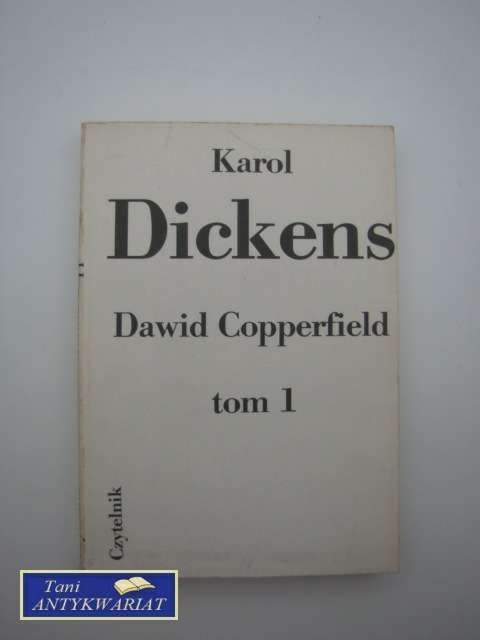 Karol
Dickens
Dawid Copperfield
tom 1
Czytelnik
Tani
ANTYKWARIAT